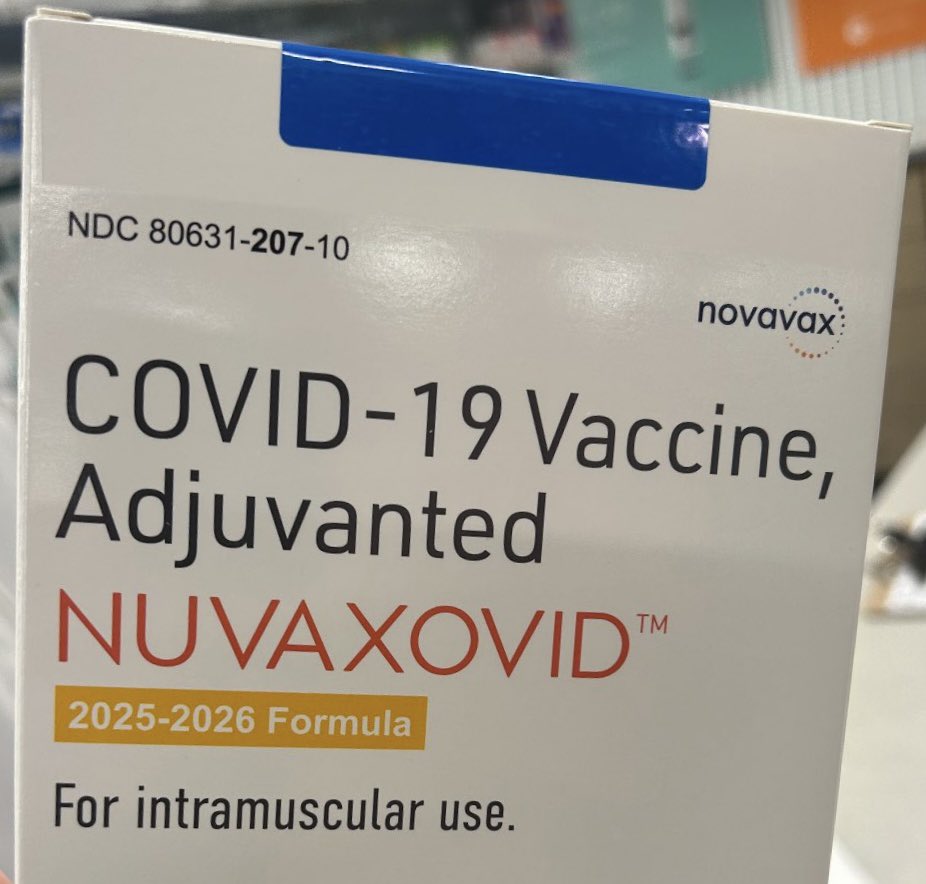 NDC 80631-207-10
novavax
COVID-19 Vaccine,
Adjuvanted
NUVAXOVID™
2025-2026 Formula
For intramuscular use.